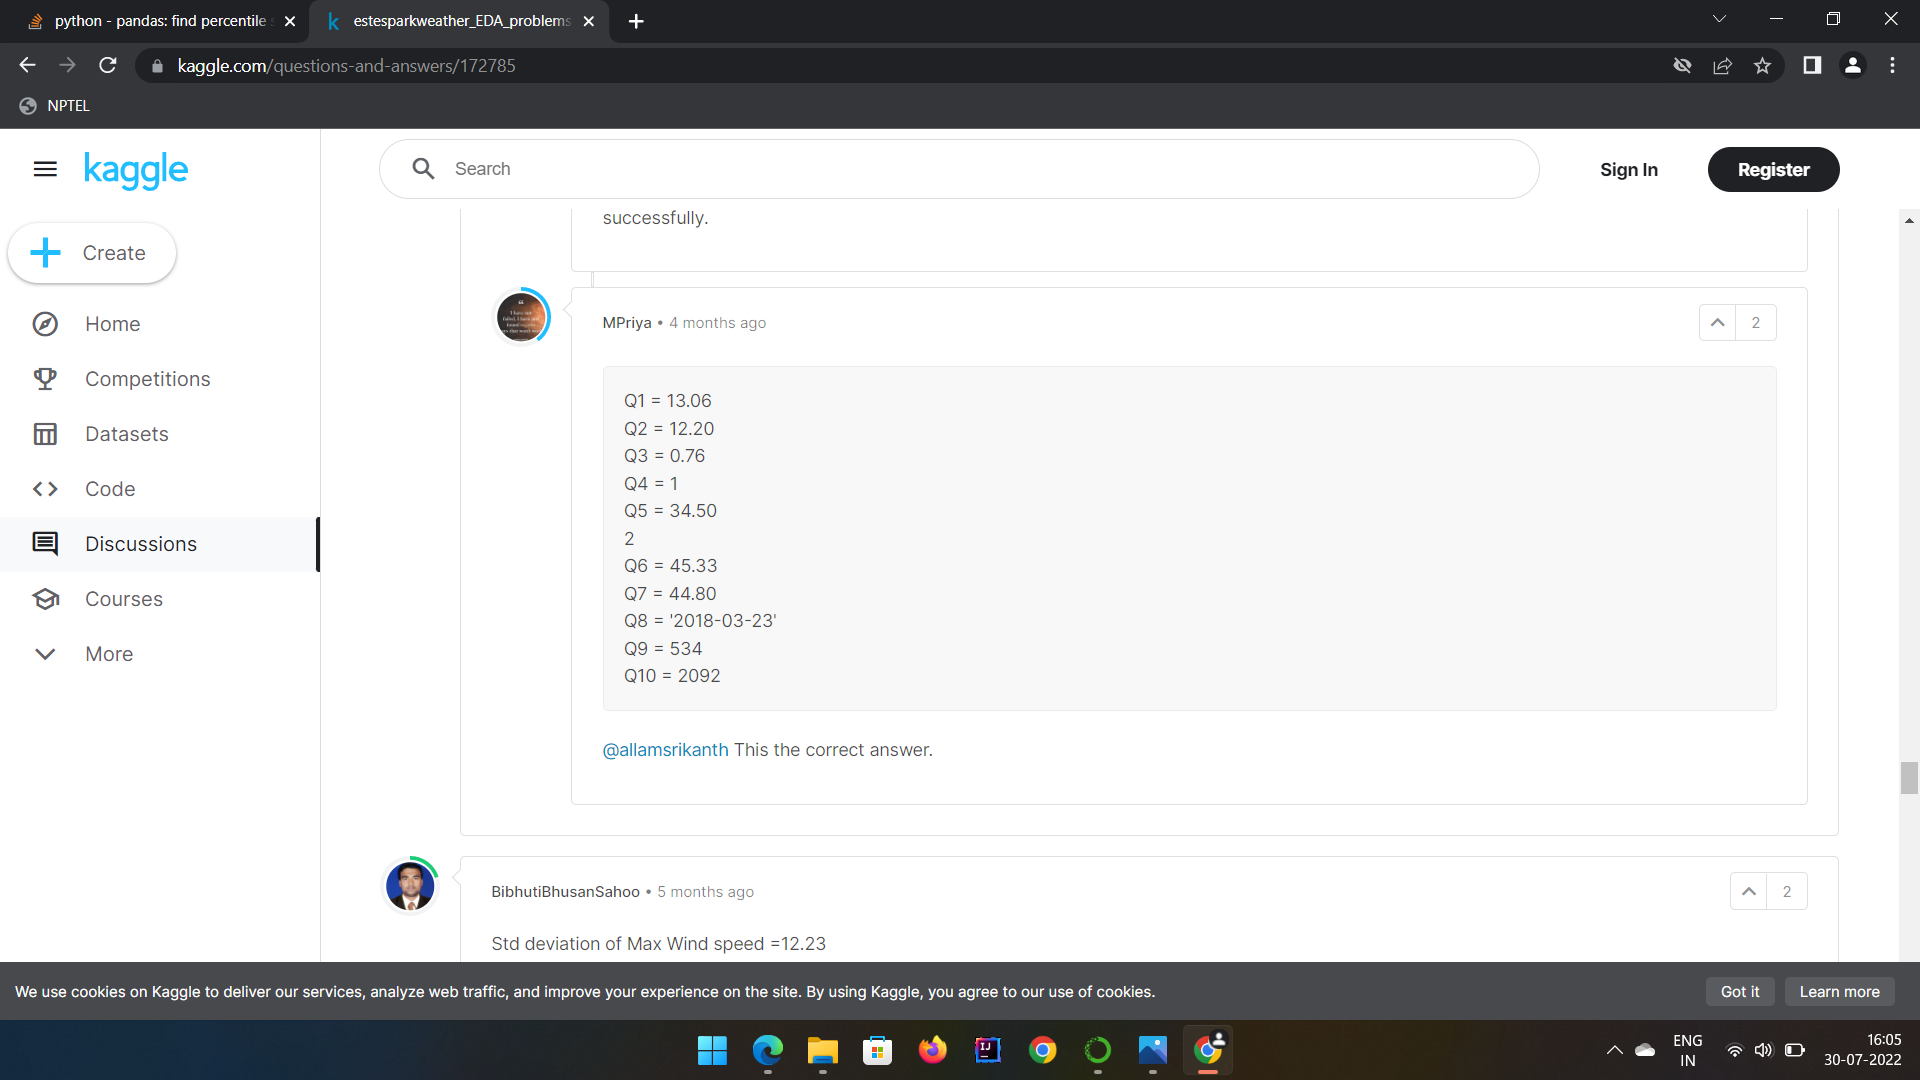 python - pandas: find percentile
estesparkweather_EDA_problems
kaggle.com/questions-and-answers/172785
NPTEL
kaggle
Search
Sign In
Register
Create
Home
Competitions
Datasets
Code
Discussions
Courses
More
successfully.
MPriya • 4 months ago
2
Q1 = 13.06
Q2 = 12.20
Q3 = 0.76
Q4 = 1
Q5 = 34.50
2
Q6 = 45.33
Q7 = 44.80
Q8 = '2018-03-23'
Q9 = 534
Q10 = 2092
@allamsrikanth This the correct answer.
BibhutiBhusanSahoo • 5 months ago
2
Std deviation of Max Wind speed =12.23
We use cookies on Kaggle to deliver our services, analyze web traffic, and improve your experience on the site. By using Kaggle, you agree to our use of cookies.
Got it
Learn more
ENG
IN
16:05
30-07-2022